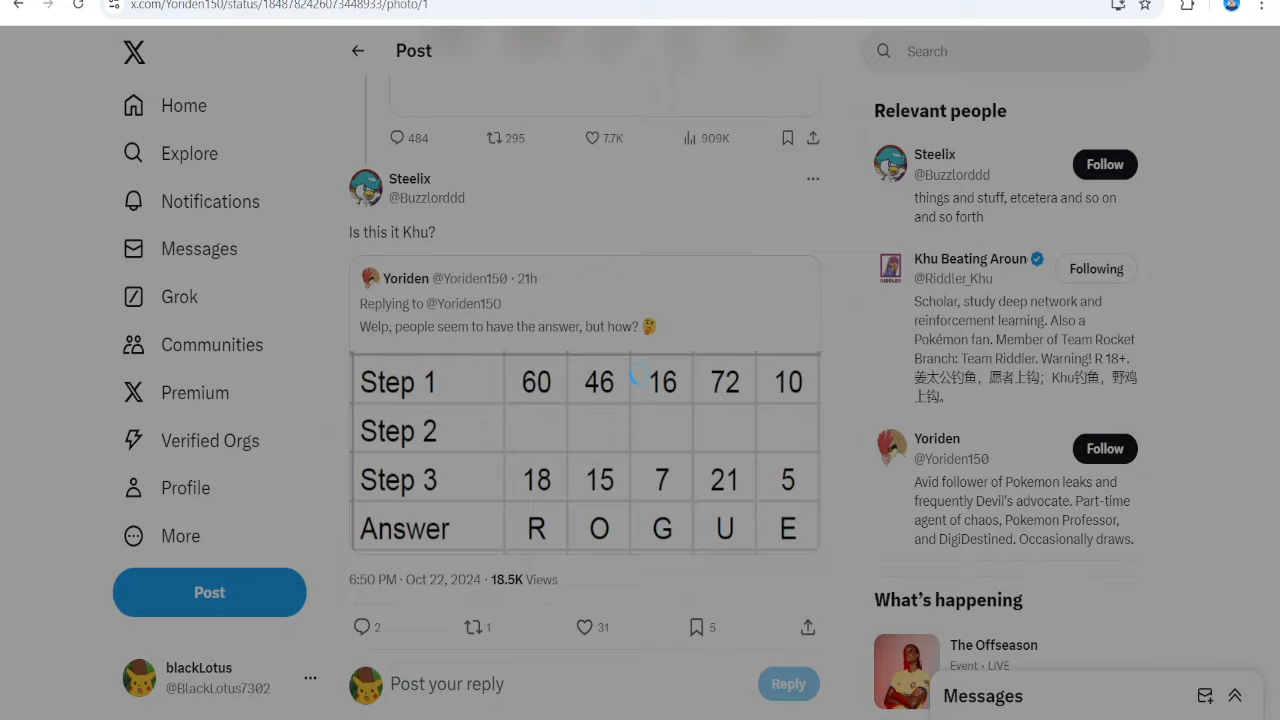 x.com/Yoriden150/status/1848782426073448933/photo/1
Post
Search
Home
Explore
Notifications
Messages
Grok
Communities
Premium
Verified Orgs
Profile
More
Post
blackLotus
@BlackLotus7302
484
295
7.7K
909K
Steelix
@Buzzlorddd
Is this it Khu?
Yoriden @Yoriden150 · 21h
Replying to @Yoriden150
Welp, people seem to have the answer, but how? 🤔
Step 1 60 46 16 72 10
Step 2
Step 3 18 15 7 21 5
Answer R O G U E
6:50 PM · Oct 22, 2024 · 18.5K Views
2
1
31
5
Post your reply
Reply
Relevant people
Steelix
@Buzzlorddd
Follow
things and stuff, etcetera and so on
and so forth
Khu Beating Aroun
@Riddler_Khu
Following
Scholar, study deep network and
reinforcement learning. Also a
Pokémon fan. Member of Team Rocket
Branch: Team Riddler. Warning! R 18+.
姜太公钓鱼，愿者上钩；Khu钓鱼，野鸡
上钩。
Yoriden
@Yoriden150
Follow
Avid follower of Pokemon leaks and
frequently Devil's advocate. Part-time
agent of chaos, Pokemon Professor,
and DigiDestined. Occasionally draws.
What's happening
The Offseason
Event · LIVE
Messages